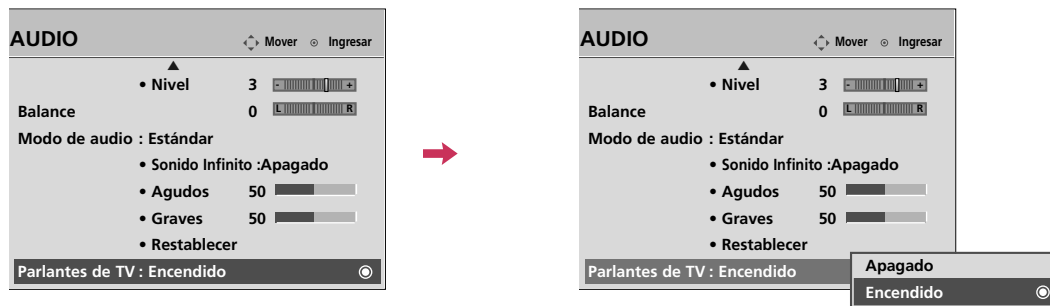 AUDIO Mover Ingresar
• Nivel 3 - +
Balance 0 L R
Modo de audio : Estándar
• Sonido Infinito :Apagado
• Agudos 50
• Graves 50
• Restablecer
Parlantes de TV : Encendido
AUDIO Mover Ingresar
• Nivel 3 - +
Balance 0 L R
Modo de audio : Estándar
• Sonido Infinito :Apagado
• Agudos 50
• Graves 50
• Restablecer
Parlantes de TV : Encendido
Apagado
Encendido